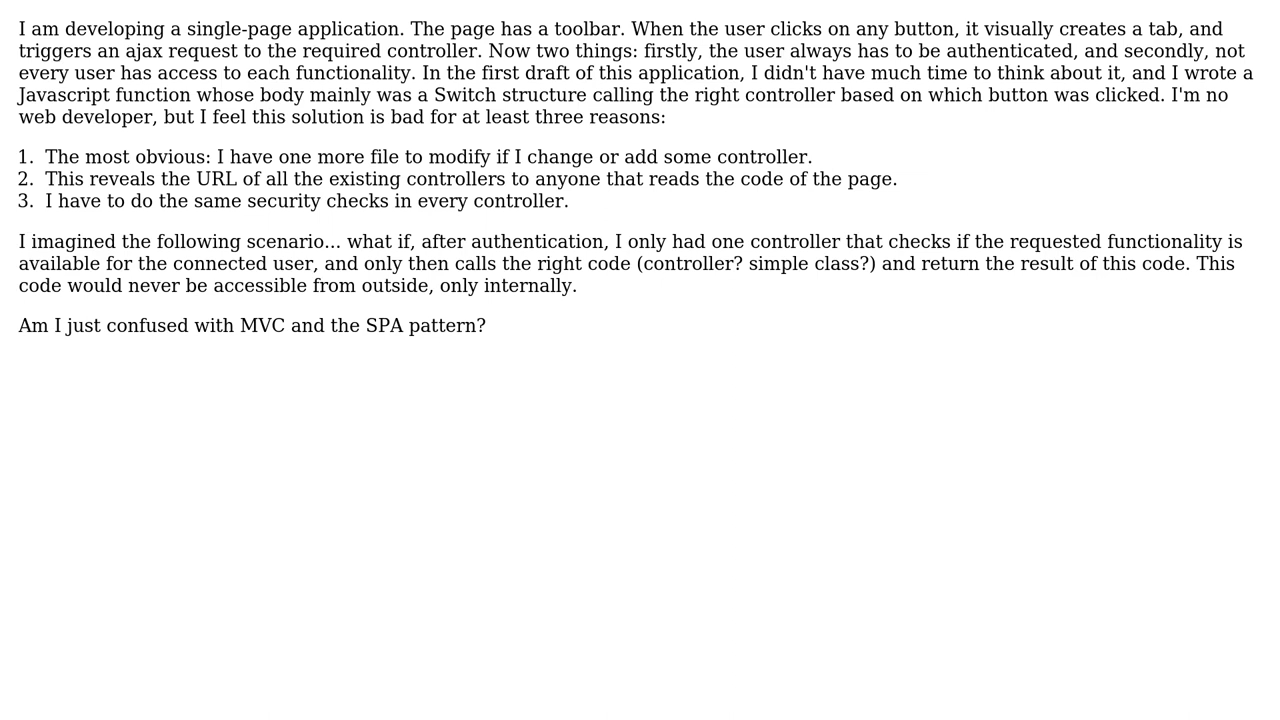 I am developing a single-page application. The page has a toolbar. When the user clicks on any button, it visually creates a tab, and
triggers an ajax request to the required controller. Now two things: firstly, the user always has to be authenticated, and secondly, not
every user has access to each functionality. In the first draft of this application, I didn't have much time to think about it, and I wrote a
Javascript function whose body mainly was a Switch structure calling the right controller based on which button was clicked. I'm no
web developer, but I feel this solution is bad for at least three reasons:
1. The most obvious: I have one more file to modify if I change or add some controller.
2. This reveals the URL of all the existing controllers to anyone that reads the code of the page.
3. I have to do the same security checks in every controller.
I imagined the following scenario... what if, after authentication, I only had one controller that checks if the requested functionality is
available for the connected user, and only then calls the right code (controller? simple class?) and return the result of this code. This
code would never be accessible from outside, only internally.
Am I just confused with MVC and the SPA pattern?